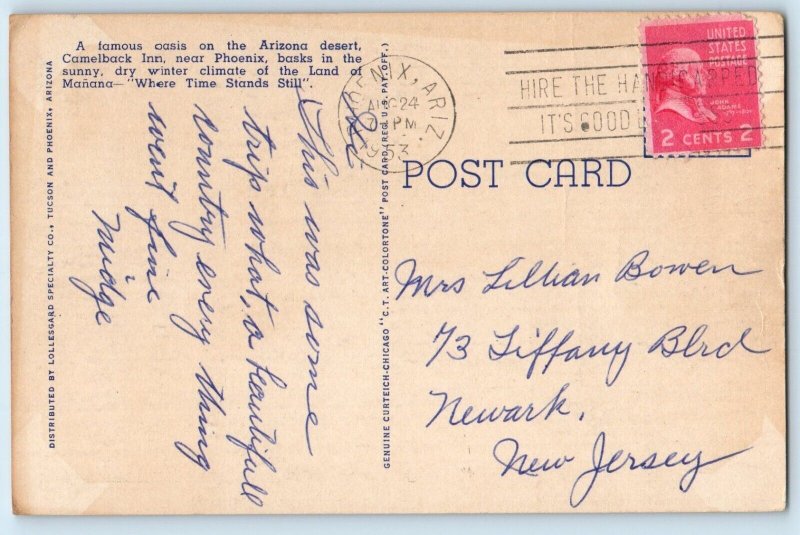 A famous oasis on the Arizona desert,
Camelback Inn, near Phoenix, basks in the
sunny, dry winter climate of the Land of
Mañana—"Where Time Stands Still".
DISTRIBUTED BY LOLLESGARD SPECIALTY CO., TUCSON AND PHOENIX, ARIZONA
This was some
trip what, a beautifull
country every thing
went fine
Midge
GENUINE CURTEICH-CHICAGO "C.T. ART-COLORTONE" POST CARD (REG. U.S. PAT. OFF.)
PHOENIX, ARIZ.
AUG 24
PM
1953
HIRE THE HANDICAPPED
IT'S GOOD
UNITED
STATES
POSTAGE
JOHN
ADAMS
2 CENTS 2
POST CARD
Mrs Lillian Bowen
73 Tiffany Blvd
Newark,
New Jersey